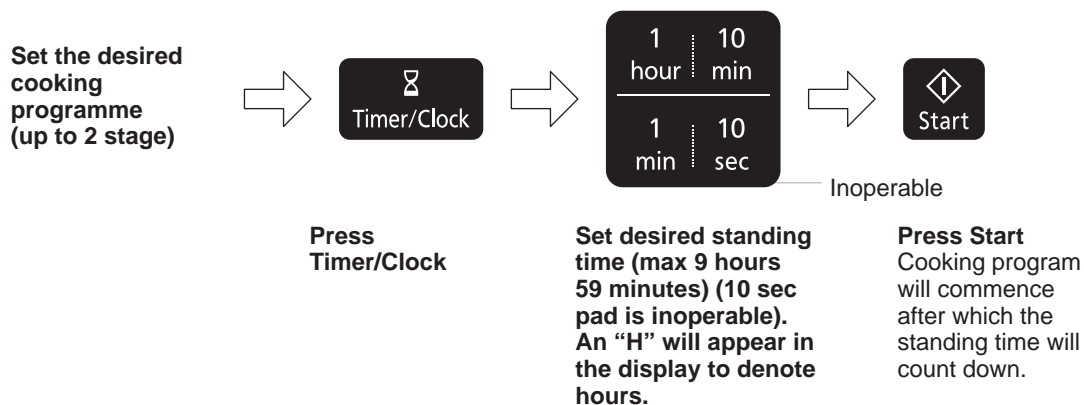 Set the desired
cooking
programme
(up to 2 stage)
Timer/Clock
1 10
hour min
1 10
min sec
Start
Inoperable
Press
Timer/Clock
Set desired standing
time (max 9 hours
59 minutes) (10 sec
pad is inoperable).
An “H” will appear in
the display to denote
hours.
Press Start
Cooking program
will commence
after which the
standing time will
count down.